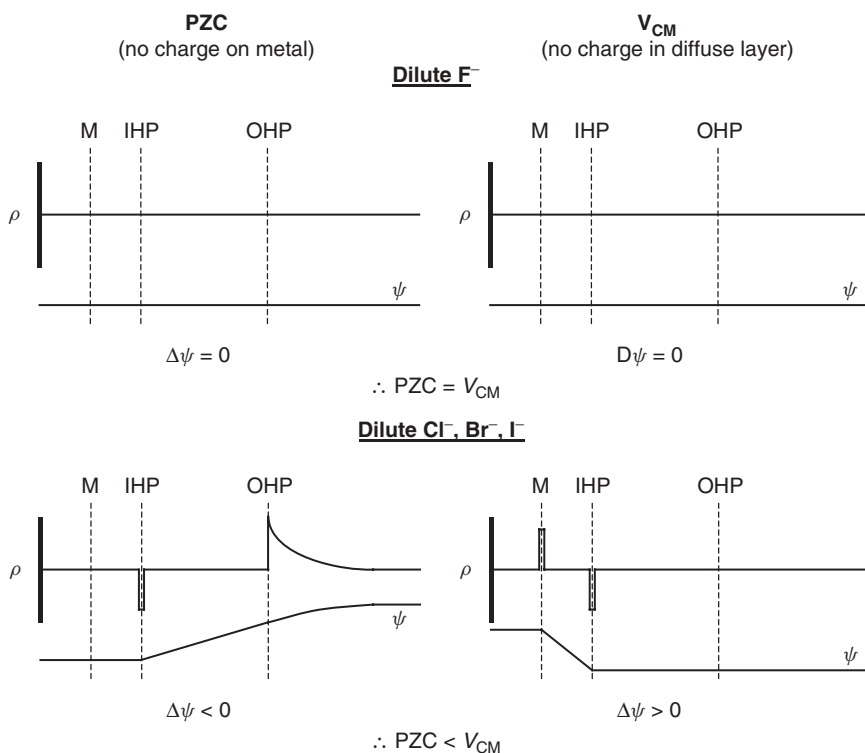 PZC
(no charge on metal)
V_CM
(no charge in diffuse layer)
Dilute F⁻
M IHP OHP
M IHP OHP
ρ
ρ
ψ
ψ
Δψ = 0
Dψ = 0
∴ PZC = V_CM
Dilute Cl⁻, Br⁻, I⁻
M IHP OHP
M IHP OHP
ρ
ρ
ψ
ψ
Δψ < 0
Δψ > 0
∴ PZC < V_CM